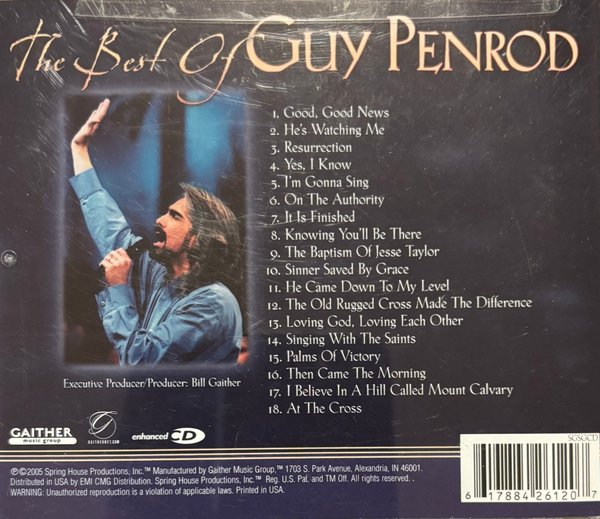 The Best Of GUY PENROD
1. Good, Good News
2. He's Watching Me
3. Resurrection
4. Yes, I Know
5. I'm Gonna Sing
6. On The Authority
7. It Is Finished
8. Knowing You'll Be There
9. The Baptism Of Jesse Taylor
10. Sinner Saved By Grace
11. He Came Down To My Level
12. The Old Rugged Cross Made The Difference
13. Loving God, Loving Each Other
14. Singing With The Saints
15. Palms Of Victory
16. Then Came The Morning
17. I Believe In A Hill Called Mount Calvary
18. At The Cross
Executive Producer/Producer: Bill Gaither
GAITHER
music group
G
GAITHERNET.COM
enhanced CD
SGSGCD
℗©2005 Spring House Productions, Inc.™ Manufactured by Gaither Music Group,™ 1703 S. Park Avenue, Alexandria, IN 46001.
Distributed in USA by EMI CMG Distribution. Spring House Productions, Inc.™ Reg. U.S. Pat. and TM Off. All rights reserved.
WARNING: Unauthorized reproduction is a violation of applicable laws. Printed in USA.
6 17884 26120 7